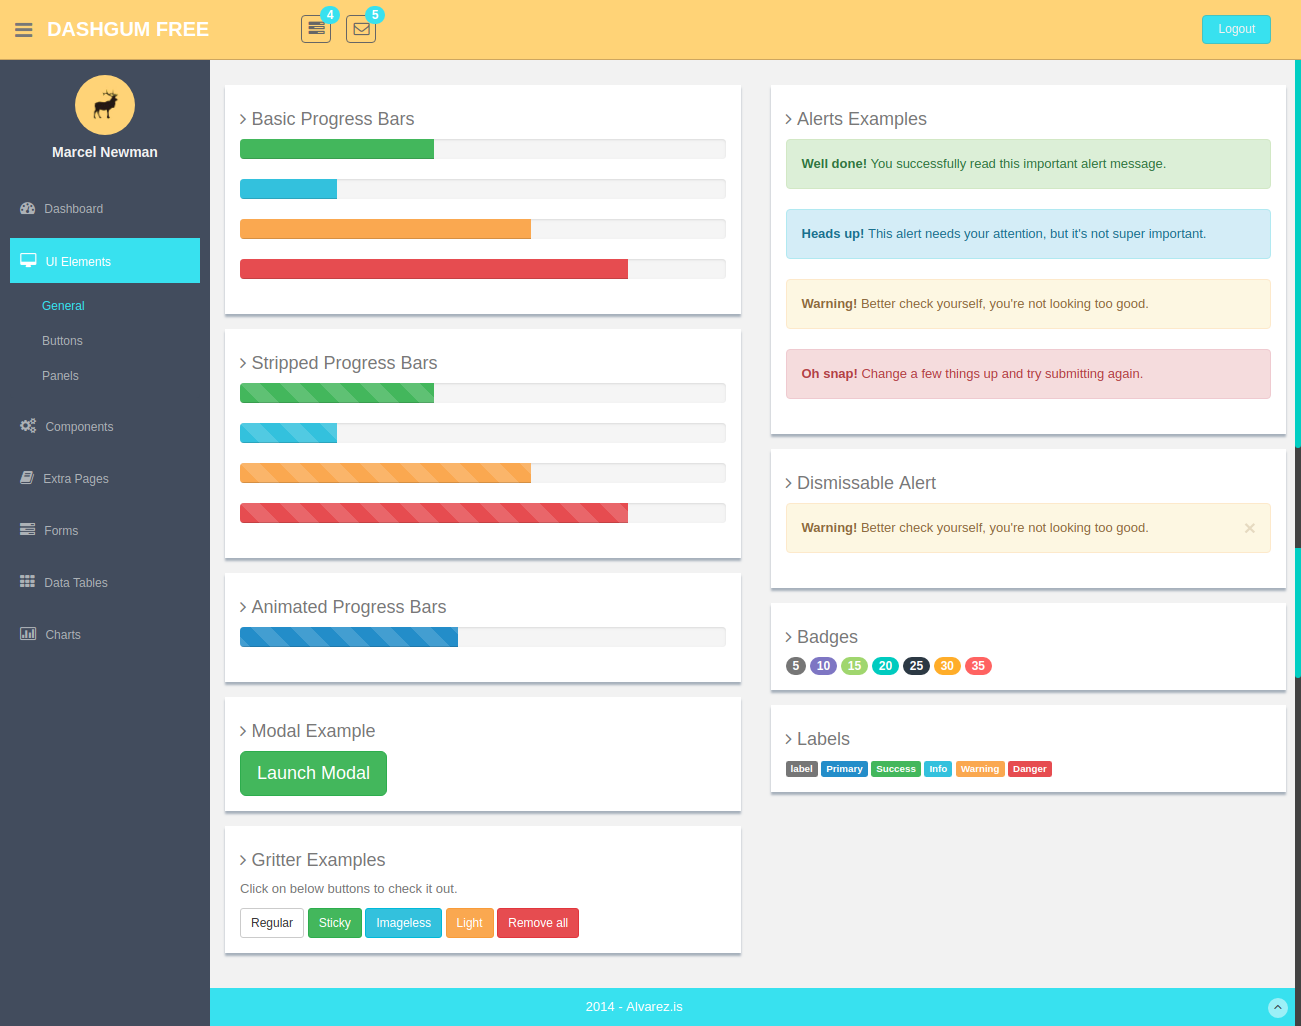 DASHGUM FREE
4
5
Logout
Marcel Newman
Dashboard
UI Elements
General
Buttons
Panels
Components
Extra Pages
Forms
Data Tables
Charts
Basic Progress Bars
Stripped Progress Bars
Animated Progress Bars
Modal Example
Launch Modal
Gritter Examples
Click on below buttons to check it out.
Regular Sticky Imageless Light Remove all
Alerts Examples
Well done! You successfully read this important alert message.
Heads up! This alert needs your attention, but it's not super important.
Warning! Better check yourself, you're not looking too good.
Oh snap! Change a few things up and try submitting again.
Dismissable Alert
Warning! Better check yourself, you're not looking too good. ×
Badges
5 10 15 20 25 30 35
Labels
label Primary Success Info Warning Danger
2014 - Alvarez.is